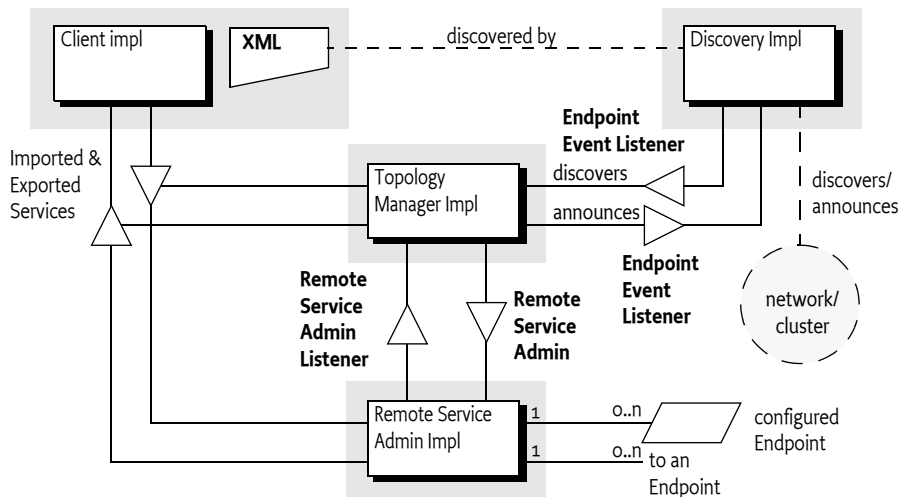 Client impl
XML
discovered by
Discovery Impl
Endpoint
Event Listener
Imported &
Exported
Services
Topology
Manager Impl
discovers
announces
discovers/
announces
Endpoint
Event
Listener
Remote
Service
Admin
Listener
Remote
Service
Admin
network/
cluster
Remote Service
Admin Impl
1
0..n
configured
Endpoint
1
0..n
to an
Endpoint